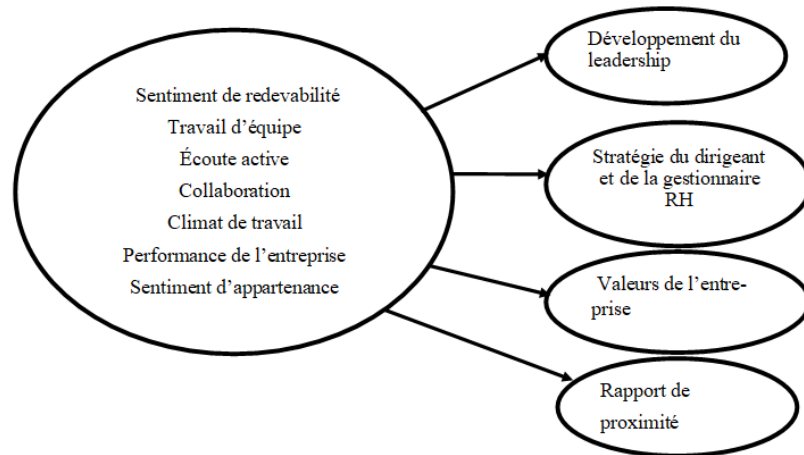 Sentiment de redevabilité
Travail d'équipe
Écoute active
Collaboration
Climat de travail
Performance de l'entreprise
Sentiment d'appartenance
Développement du
leadership
Stratégie du dirigeant
et de la gestionnaire
RH
Valeurs de l'entre-
prise
Rapport de
proximité